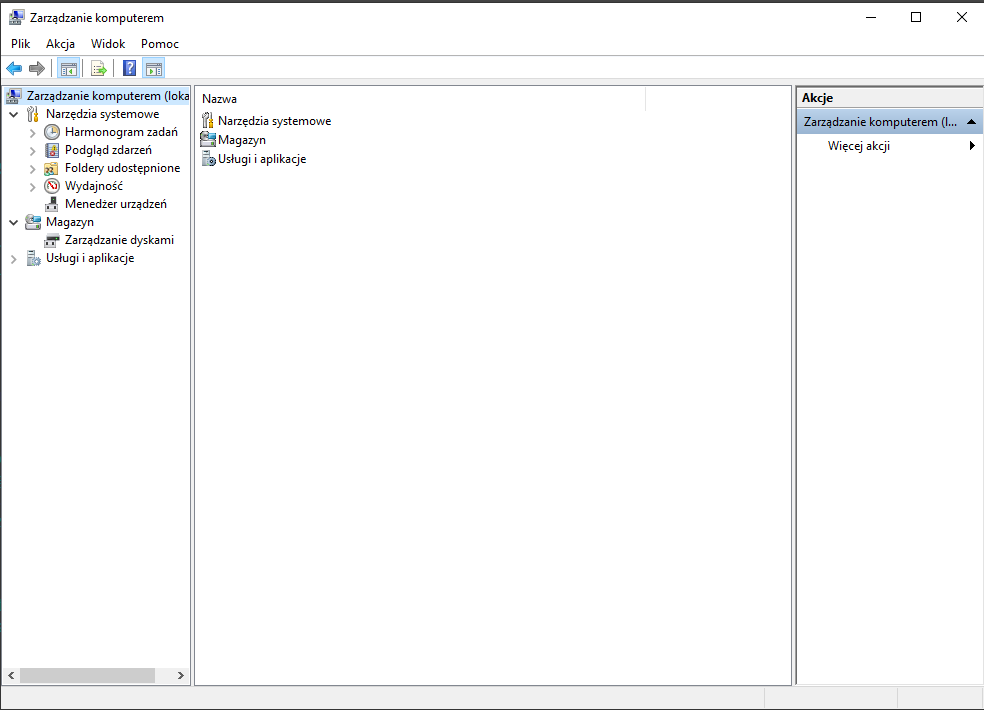 Zarządzanie komputerem
Plik Akcja Widok Pomoc
Zarządzanie komputerem (loka
Narzędzia systemowe
Harmonogram zadań
Podgląd zdarzeń
Foldery udostępnione
Wydajność
Menedżer urządzeń
Magazyn
Zarządzanie dyskami
Usługi i aplikacje
Nazwa
Narzędzia systemowe
Magazyn
Usługi i aplikacje
Akcje
Zarządzanie komputerem (l...
Więcej akcji